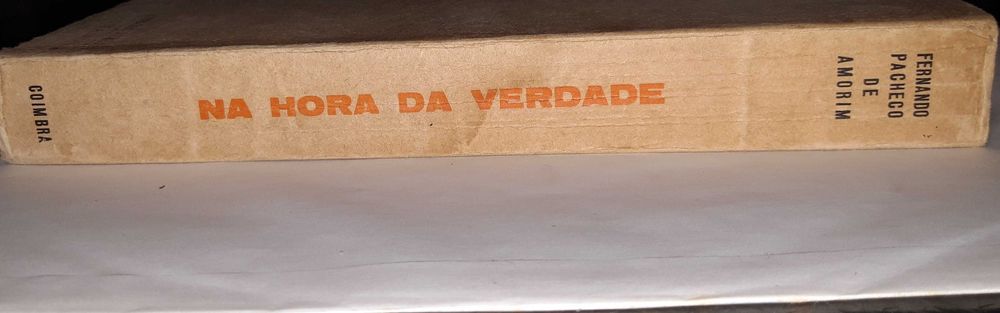 FERNANDO
PACHECO
DE
AMORIM
NA HORA DA VERDADE
COIMBRA